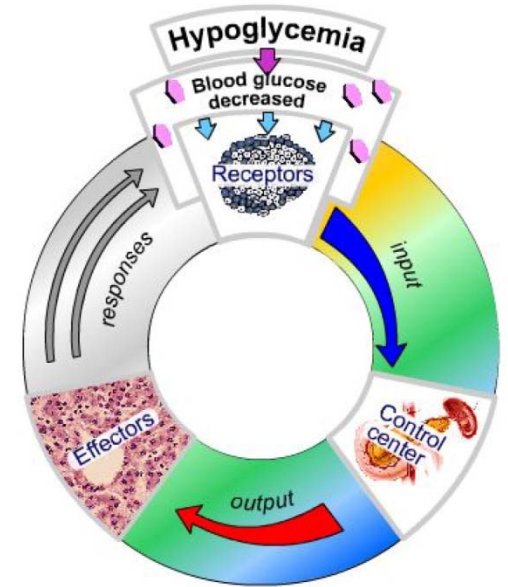 Hypoglycemia
Blood glucose
decreased
Receptors
input
responses
Control
center
Effectors
output